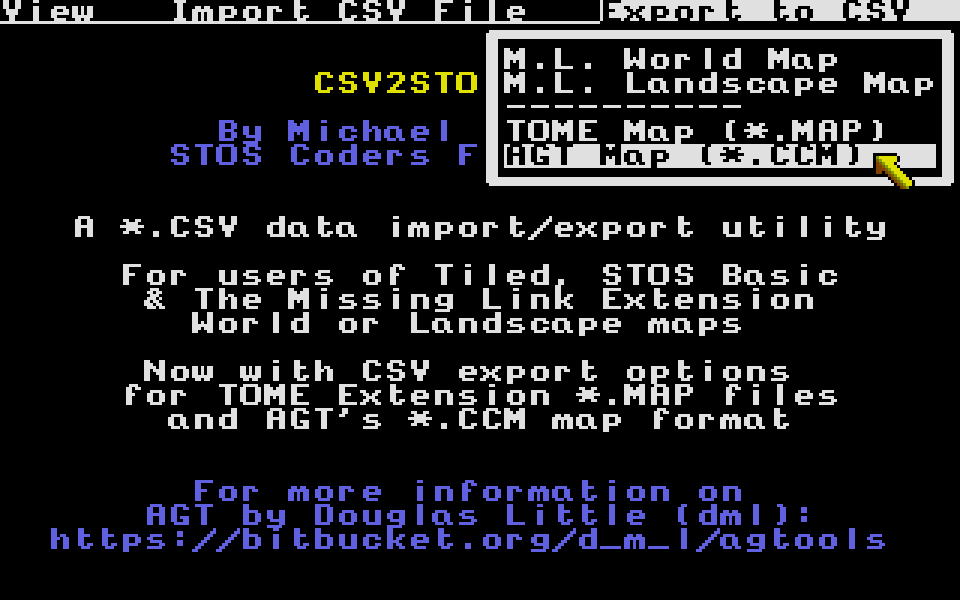 View Import CSV File Export to CSV
M.L. World Map
M.L. Landscape Map
----------
TOME Map (*.MAP)
AGT Map (*.CCM)
CSV2STO
By Michael
STOS Coders F
A *.CSV data import/export utility
For users of Tiled, STOS Basic
& The Missing Link Extension
World or Landscape maps
Now with CSV export options
for TOME Extension *.MAP files
and AGT's *.CCM map format
For more information on
AGT by Douglas Little (dml):
https://bitbucket.org/d_m_l/agtools